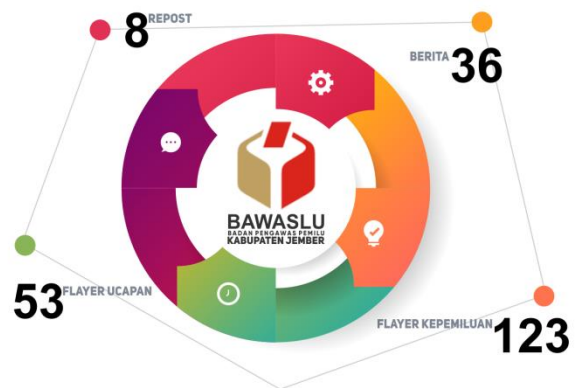 8 REPOST
BERITA 36
BAWASLU
BADAN PENGAWAS PEMILU
KABUPATEN JEMBER
53 FLAYER UCAPAN
FLAYER KEPEMILUAN 123